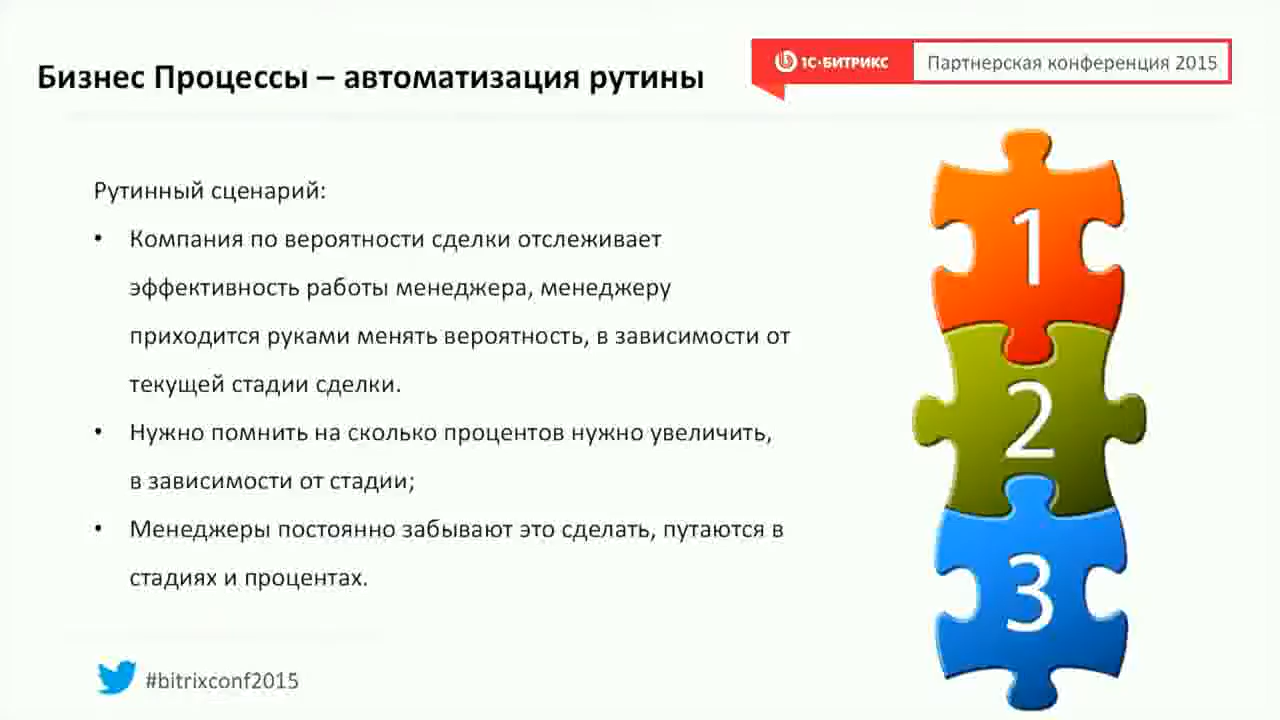 Бизнес Процессы – автоматизация рутины
1С·БИТРИКС
Партнерская конференция 2015
Рутинный сценарий:
• Компания по вероятности сделки отслеживает
эффективность работы менеджера, менеджеру
приходится руками менять вероятность, в зависимости от
текущей стадии сделки.
• Нужно помнить на сколько процентов нужно увеличить,
в зависимости от стадии;
• Менеджеры постоянно забывают это сделать, путаются в
стадиях и процентах.
1
2
3
#bitrixconf2015